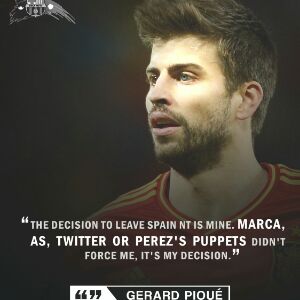 “THE DECISION TO LEAVE SPAIN NT IS MINE. MARCA,
AS, TWITTER OR PEREZ'S PUPPETS DIDN'T
FORCE ME, IT'S MY DECISION.”
““ GERARD PIQUÉ